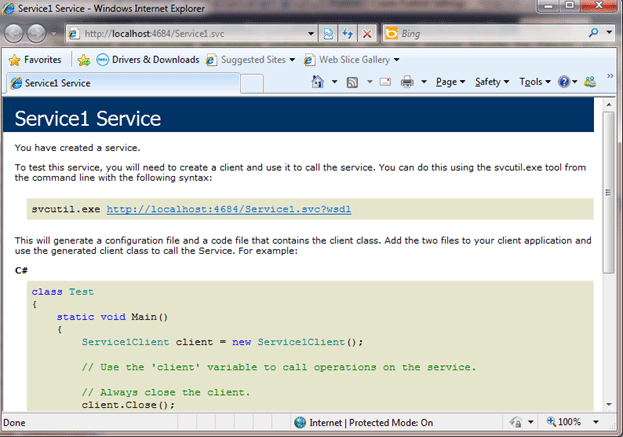 Service1 Service - Windows Internet Explorer
http://localhost:4684/Service1.svc
Bing
Favorites
Drivers & Downloads
Suggested Sites
Web Slice Gallery
Service1 Service
Page
Safety
Tools
Service1 Service
You have created a service.
To test this service, you will need to create a client and use it to call the service. You can do this using the svcutil.exe tool from
the command line with the following syntax:
svcutil.exe http://localhost:4684/Service1.svc?wsdl
This will generate a configuration file and a code file that contains the client class. Add the two files to your client application and
use the generated client class to call the Service. For example:
C#
class Test
{
static void Main()
{
Service1Client client = new Service1Client();
// Use the 'client' variable to call operations on the service.
// Always close the client.
client.Close();
Done
Internet | Protected Mode: On
100%